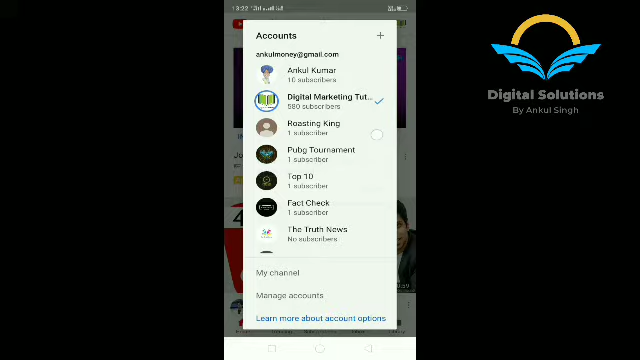 13:22
Accounts
ankulmoney@gmail.com
Ankul Kumar
10 subscribers
Digital Marketing Tut...
580 subscribers
Roasting King
1 subscriber
Pubg Tournament
1 subscriber
Top 10
1 subscriber
Fact Check
1 subscriber
The Truth News
No subscribers
My channel
Manage accounts
Learn more about account options
Digital Solutions
By Ankul Singh